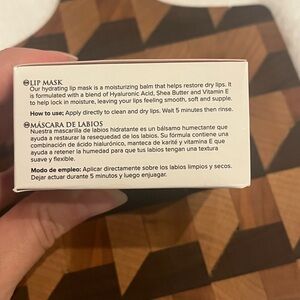 LIP MASK
Our hydrating lip mask is a moisturizing balm that helps restore dry lips. It
is formulated with a blend of Hyaluronic Acid, Shea Butter and Vitamin E
to help lock in moisture, leaving your lips feeling smooth, soft and supple.
How to use: Apply directly to clean and dry lips. Wait 5 minutes then rinse.
MÁSCARA DE LABIOS
Nuestra mascarilla de labios hidratante es un bálsamo humectante que
ayuda a restaurar la resequedad de los labios. Su fórmula contiene una
combinación de ácido hialurónico, manteca de karité y vitamina E que
ayuda a retener la humedad para que tus labios tengan una textura
suave y flexible.
Modo de empleo: Aplicar directamente sobre los labios limpios y secos.
Dejar actuar durante 5 minutos y luego enjuagar.